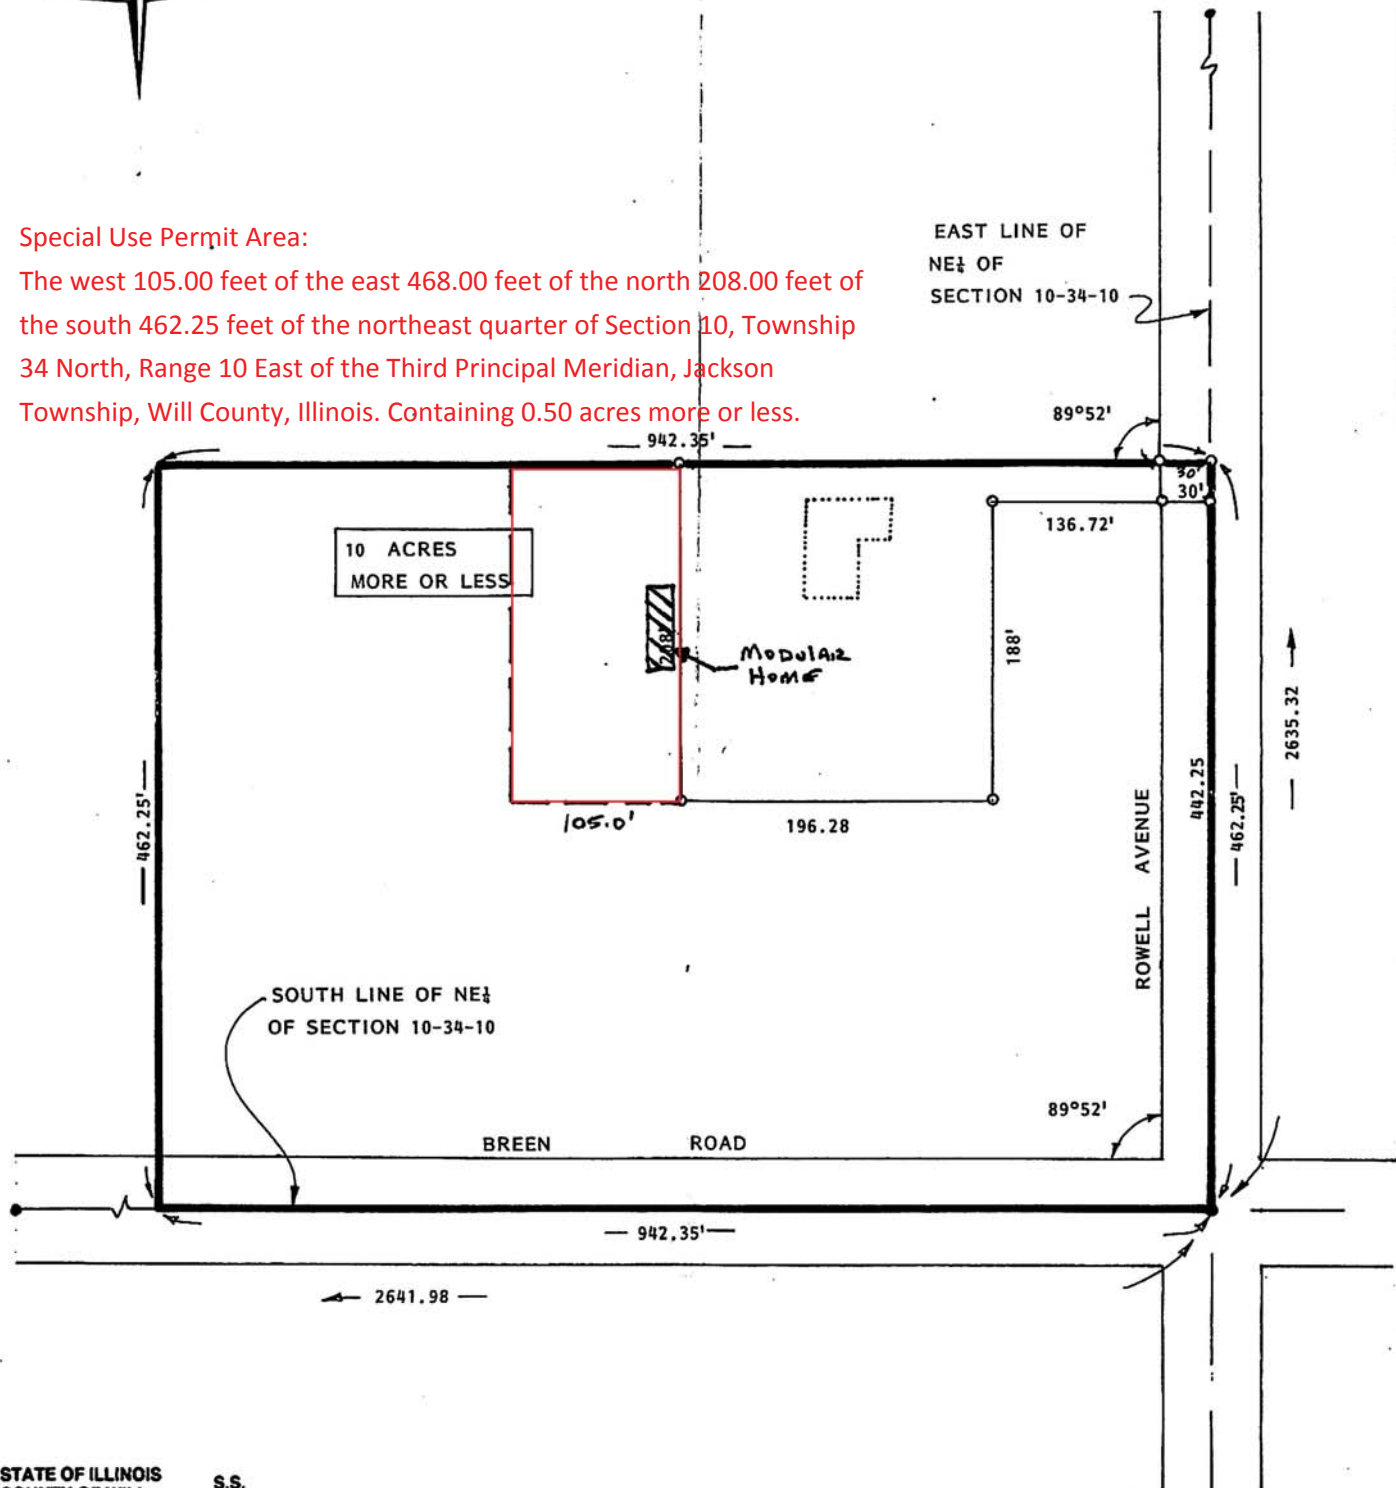 Special Use Permit Area:
The west 105.00 feet of the east 468.00 feet of the north 208.00 feet of
the south 462.25 feet of the northeast quarter of Section 10, Township
34 North, Range 10 East of the Third Principal Meridian, Jackson
Township, Will County, Illinois. Containing 0.50 acres more or less.
EAST LINE OF
NE¼ OF
SECTION 10-34-10
89°52'
942.35'
30'
30'
136.72'
10 ACRES
MORE OR LESS
208'
MODULAR
HOME
188'
2635.32
442.25
462.25'
462.25'
105.0'
196.28
ROWELL AVENUE
SOUTH LINE OF NE¼
OF SECTION 10-34-10
89°52'
BREEN ROAD
942.35'
2641.98
STATE OF ILLINOIS
S.S.